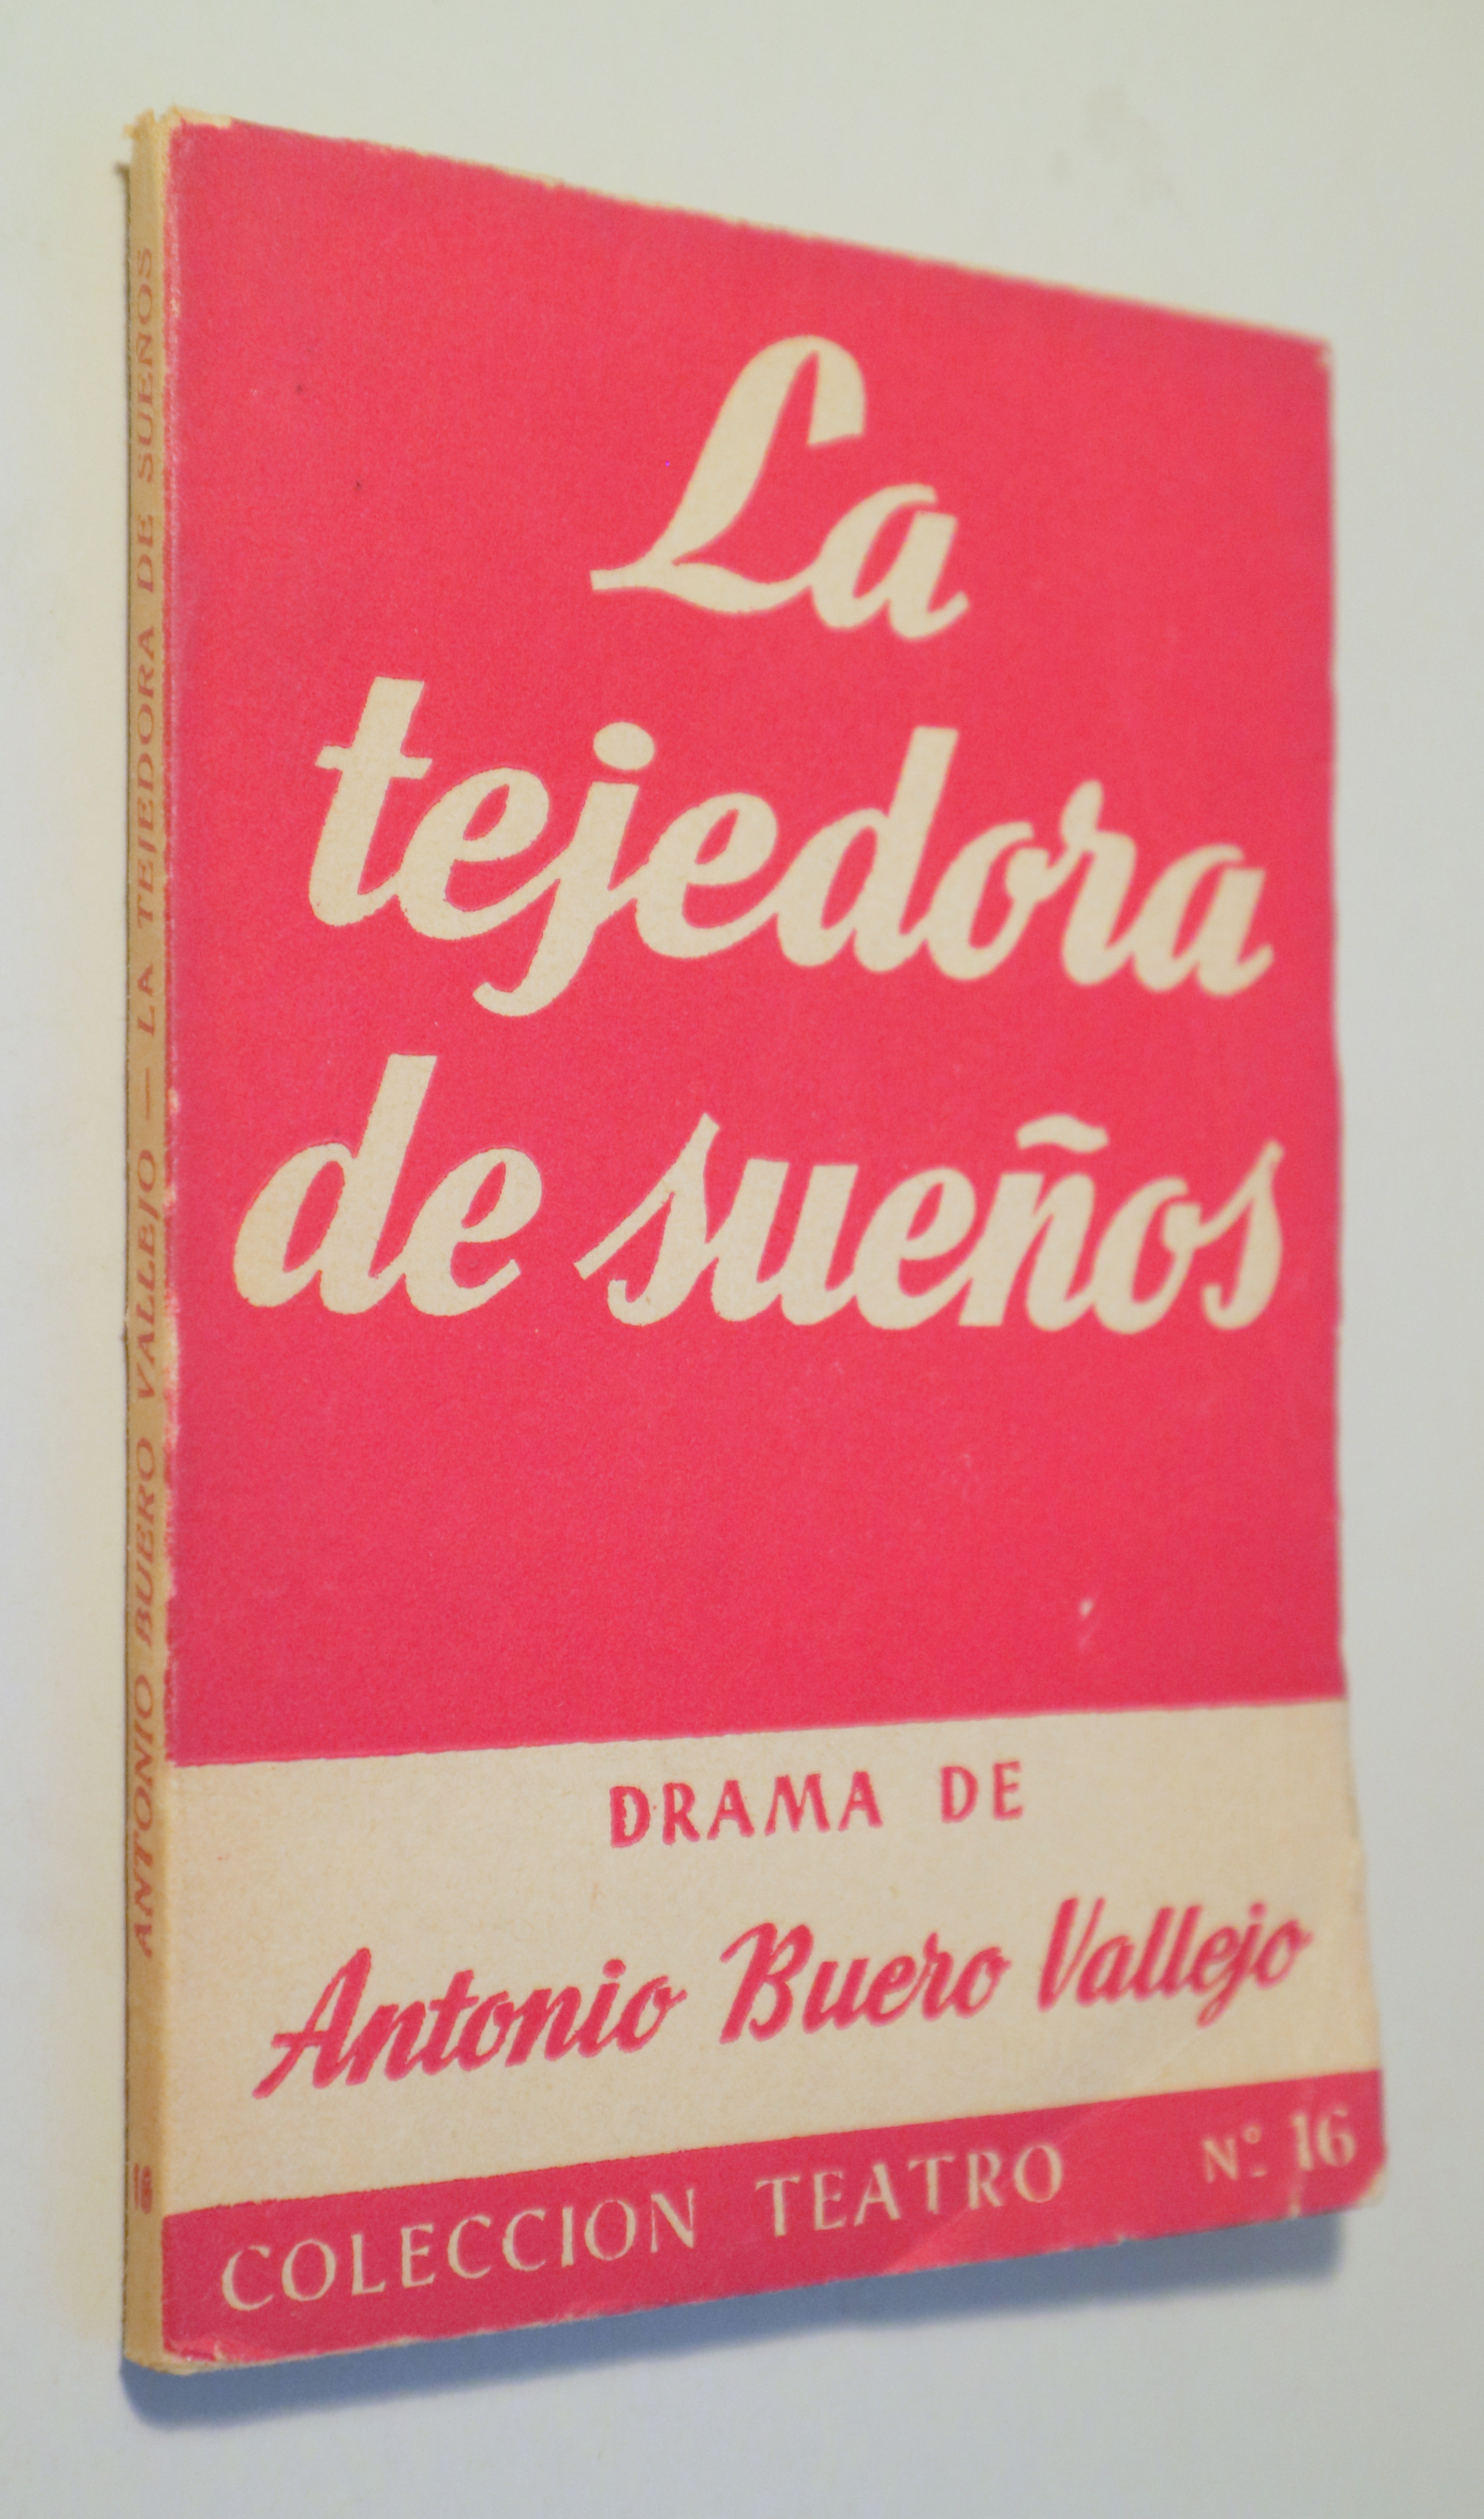 La
tejedora
de sueños
DRAMA DE
Antonio Buero Vallejo
COLECCION TEATRO Nº 16
ANTONIO BUERO VALLEJO — LA TEJEDORA DE SUEÑOS
16